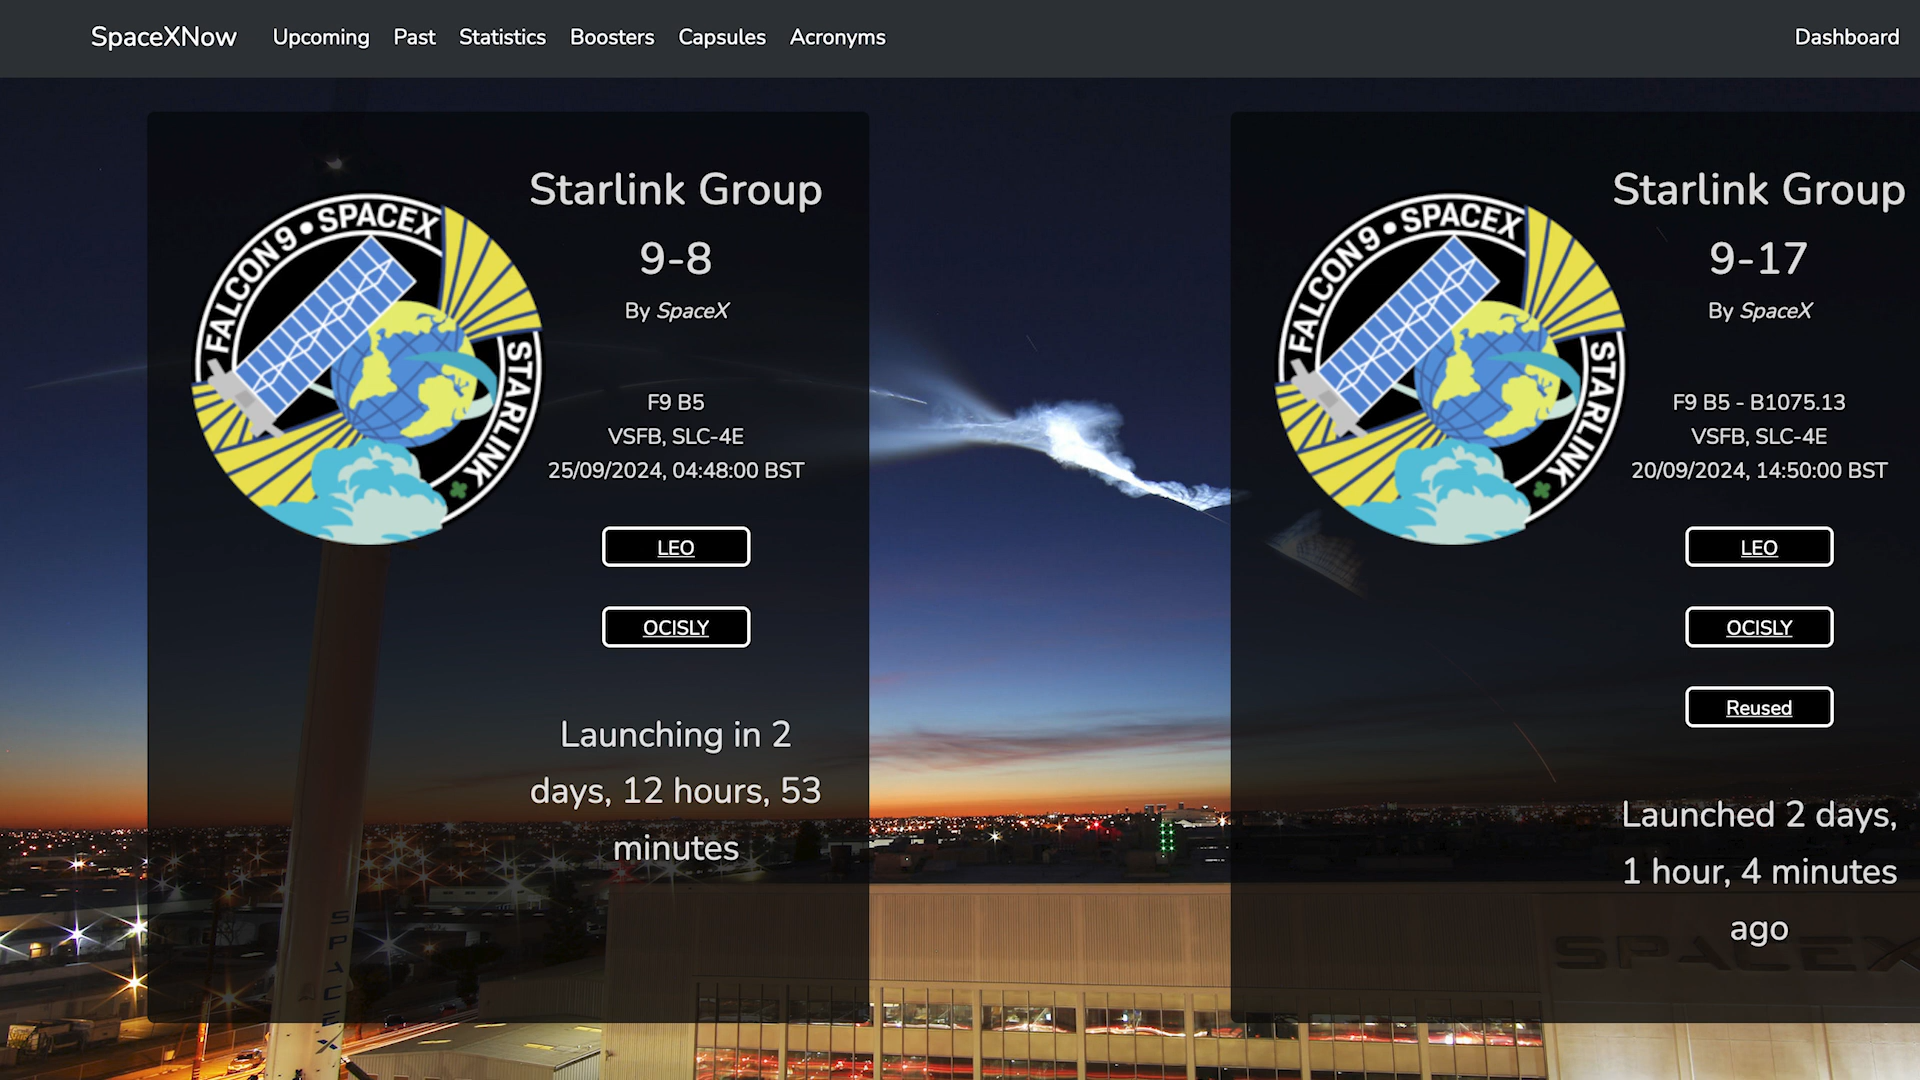 SpaceXNow Upcoming Past Statistics Boosters Capsules Acronyms Dashboard
FALCON 9 • SPACEX
STARLINK
Starlink Group
9-8
By SpaceX
F9 B5
VSFB, SLC-4E
25/09/2024, 04:48:00 BST
LEO
OCISLY
Launching in 2
days, 12 hours, 53
minutes
SPACEX
FALCON 9 • SPACEX
STARLINK
Starlink Group
9-17
By SpaceX
F9 B5 - B1075.13
VSFB, SLC-4E
20/09/2024, 14:50:00 BST
LEO
OCISLY
Reused
Launched 2 days,
1 hour, 4 minutes
ago
SPACEX